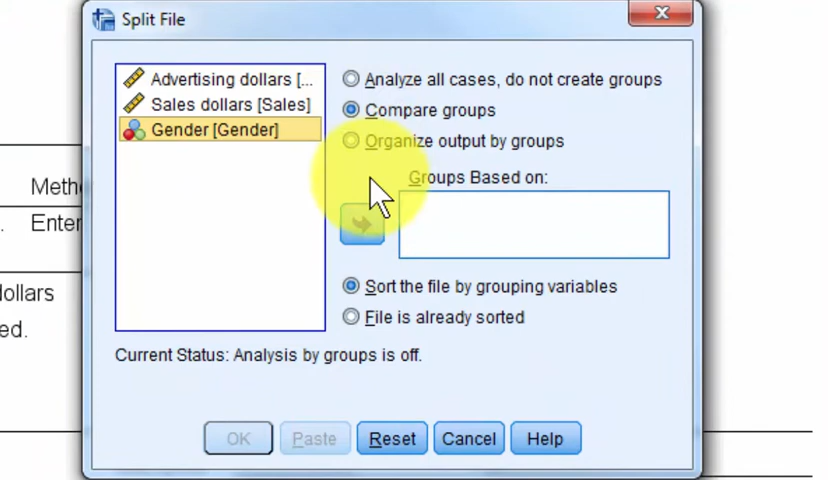 Split File
Advertising dollars [...
Sales dollars [Sales]
Gender [Gender]
Analyze all cases, do not create groups
Compare groups
Organize output by groups
Groups Based on:
Sort the file by grouping variables
File is already sorted
Current Status: Analysis by groups is off.
OK
Paste
Reset
Cancel
Help
Metho
. Enter
dollars
ed.